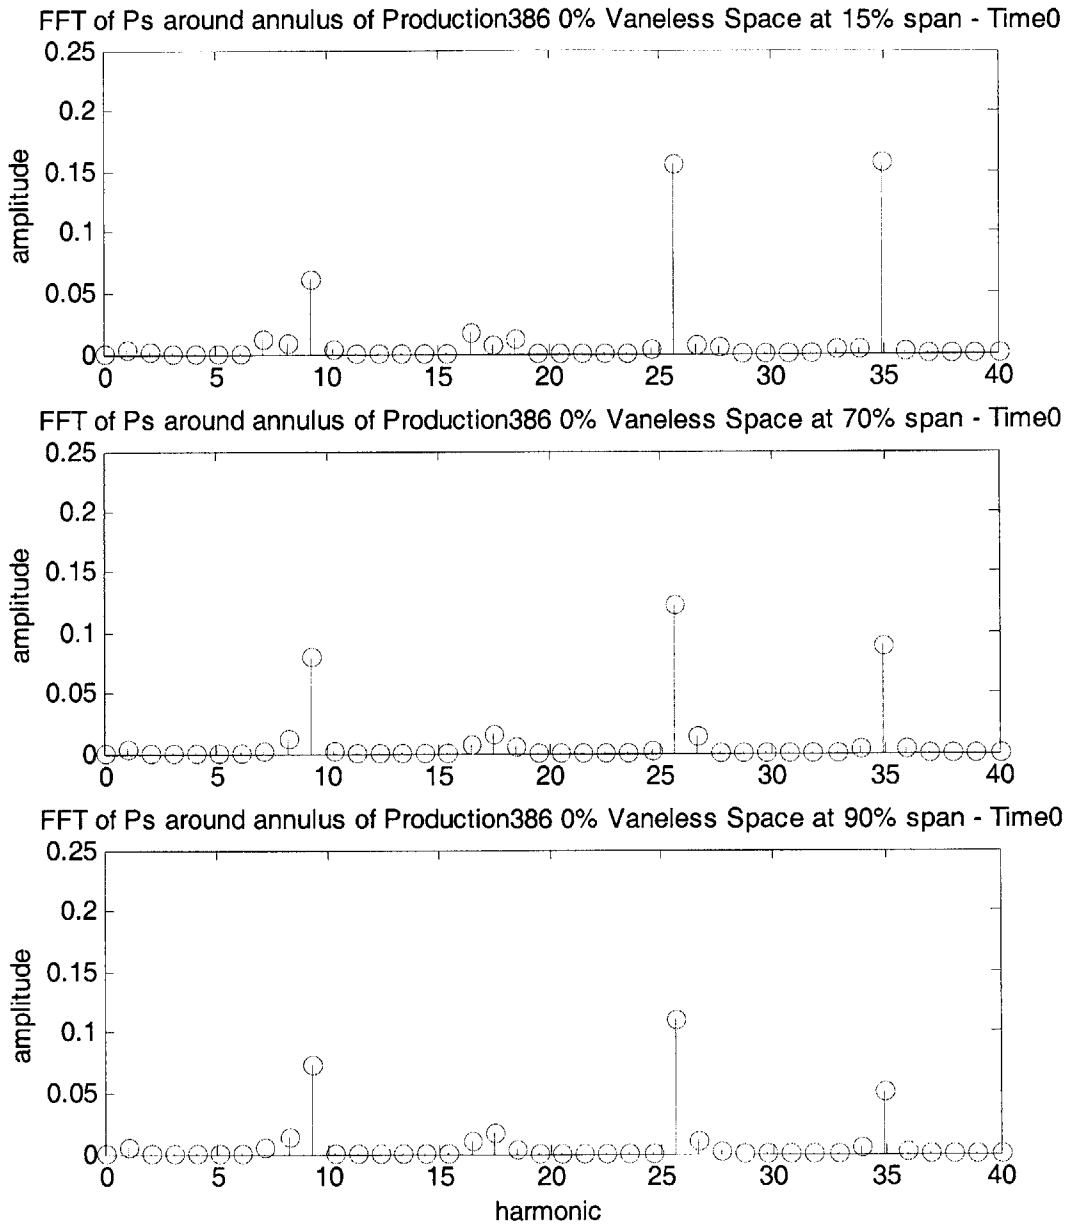 FFT of Ps around annulus of Production386 0% Vaneless Space at 15% span - Time0
0.25
0.2
0.15
0.1
0.05
0
amplitude
0 5 10 15 20 25 30 35 40
FFT of Ps around annulus of Production386 0% Vaneless Space at 70% span - Time0
0.25
0.2
0.15
0.1
0.05
0
amplitude
0 5 10 15 20 25 30 35 40
FFT of Ps around annulus of Production386 0% Vaneless Space at 90% span - Time0
0.25
0.2
0.15
0.1
0.05
0
amplitude
0 5 10 15 20 25 30 35 40
harmonic